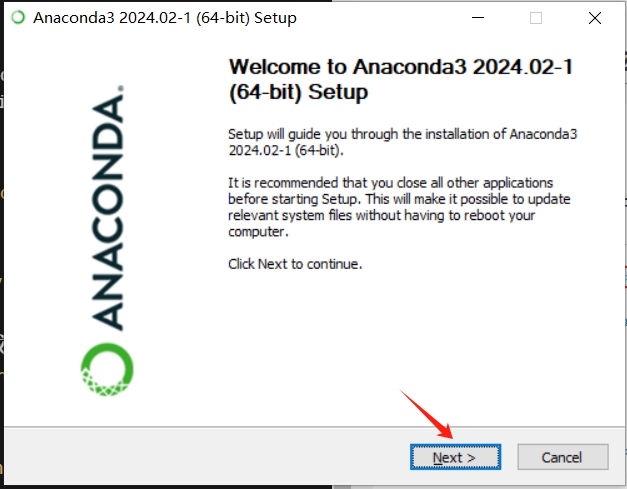 Anaconda3 2024.02-1 (64-bit) Setup
ANACONDA.
Welcome to Anaconda3 2024.02-1
(64-bit) Setup
Setup will guide you through the installation of Anaconda3
2024.02-1 (64-bit).
It is recommended that you close all other applications
before starting Setup. This will make it possible to update
relevant system files without having to reboot your
computer.
Click Next to continue.
Next >
Cancel